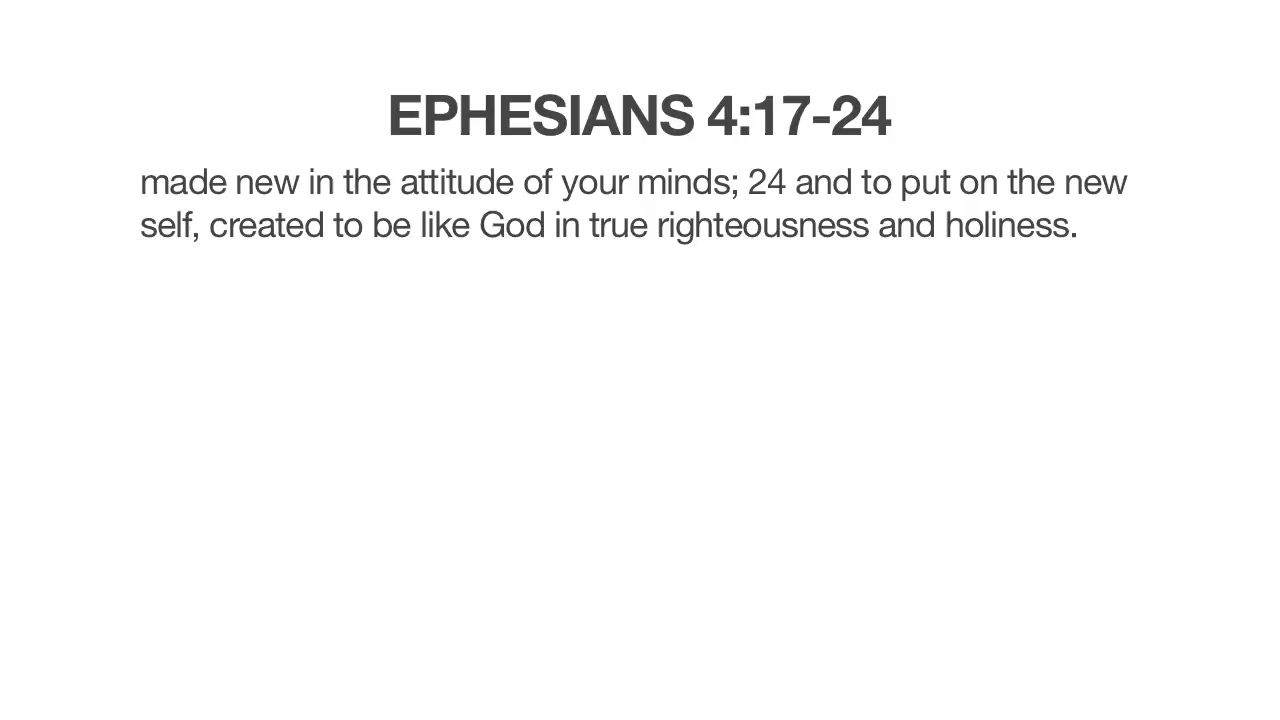 EPHESIANS 4:17-24
made new in the attitude of your minds; 24 and to put on the new
self, created to be like God in true righteousness and holiness.